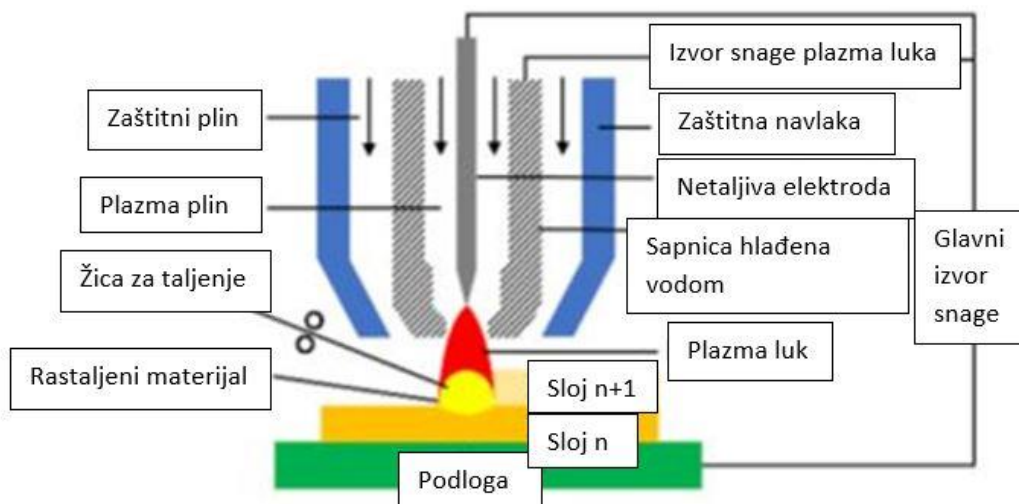 Izvor snage plazma luka
Zaštitni plin
Zaštitna navlaka
Netaljiva elektroda
Plazma plin
Sapnica hlađena
vodom
Glavni
izvor
snage
Žica za taljenje
Plazma luk
Rastaljeni materijal
Sloj n+1
Sloj n
Podloga